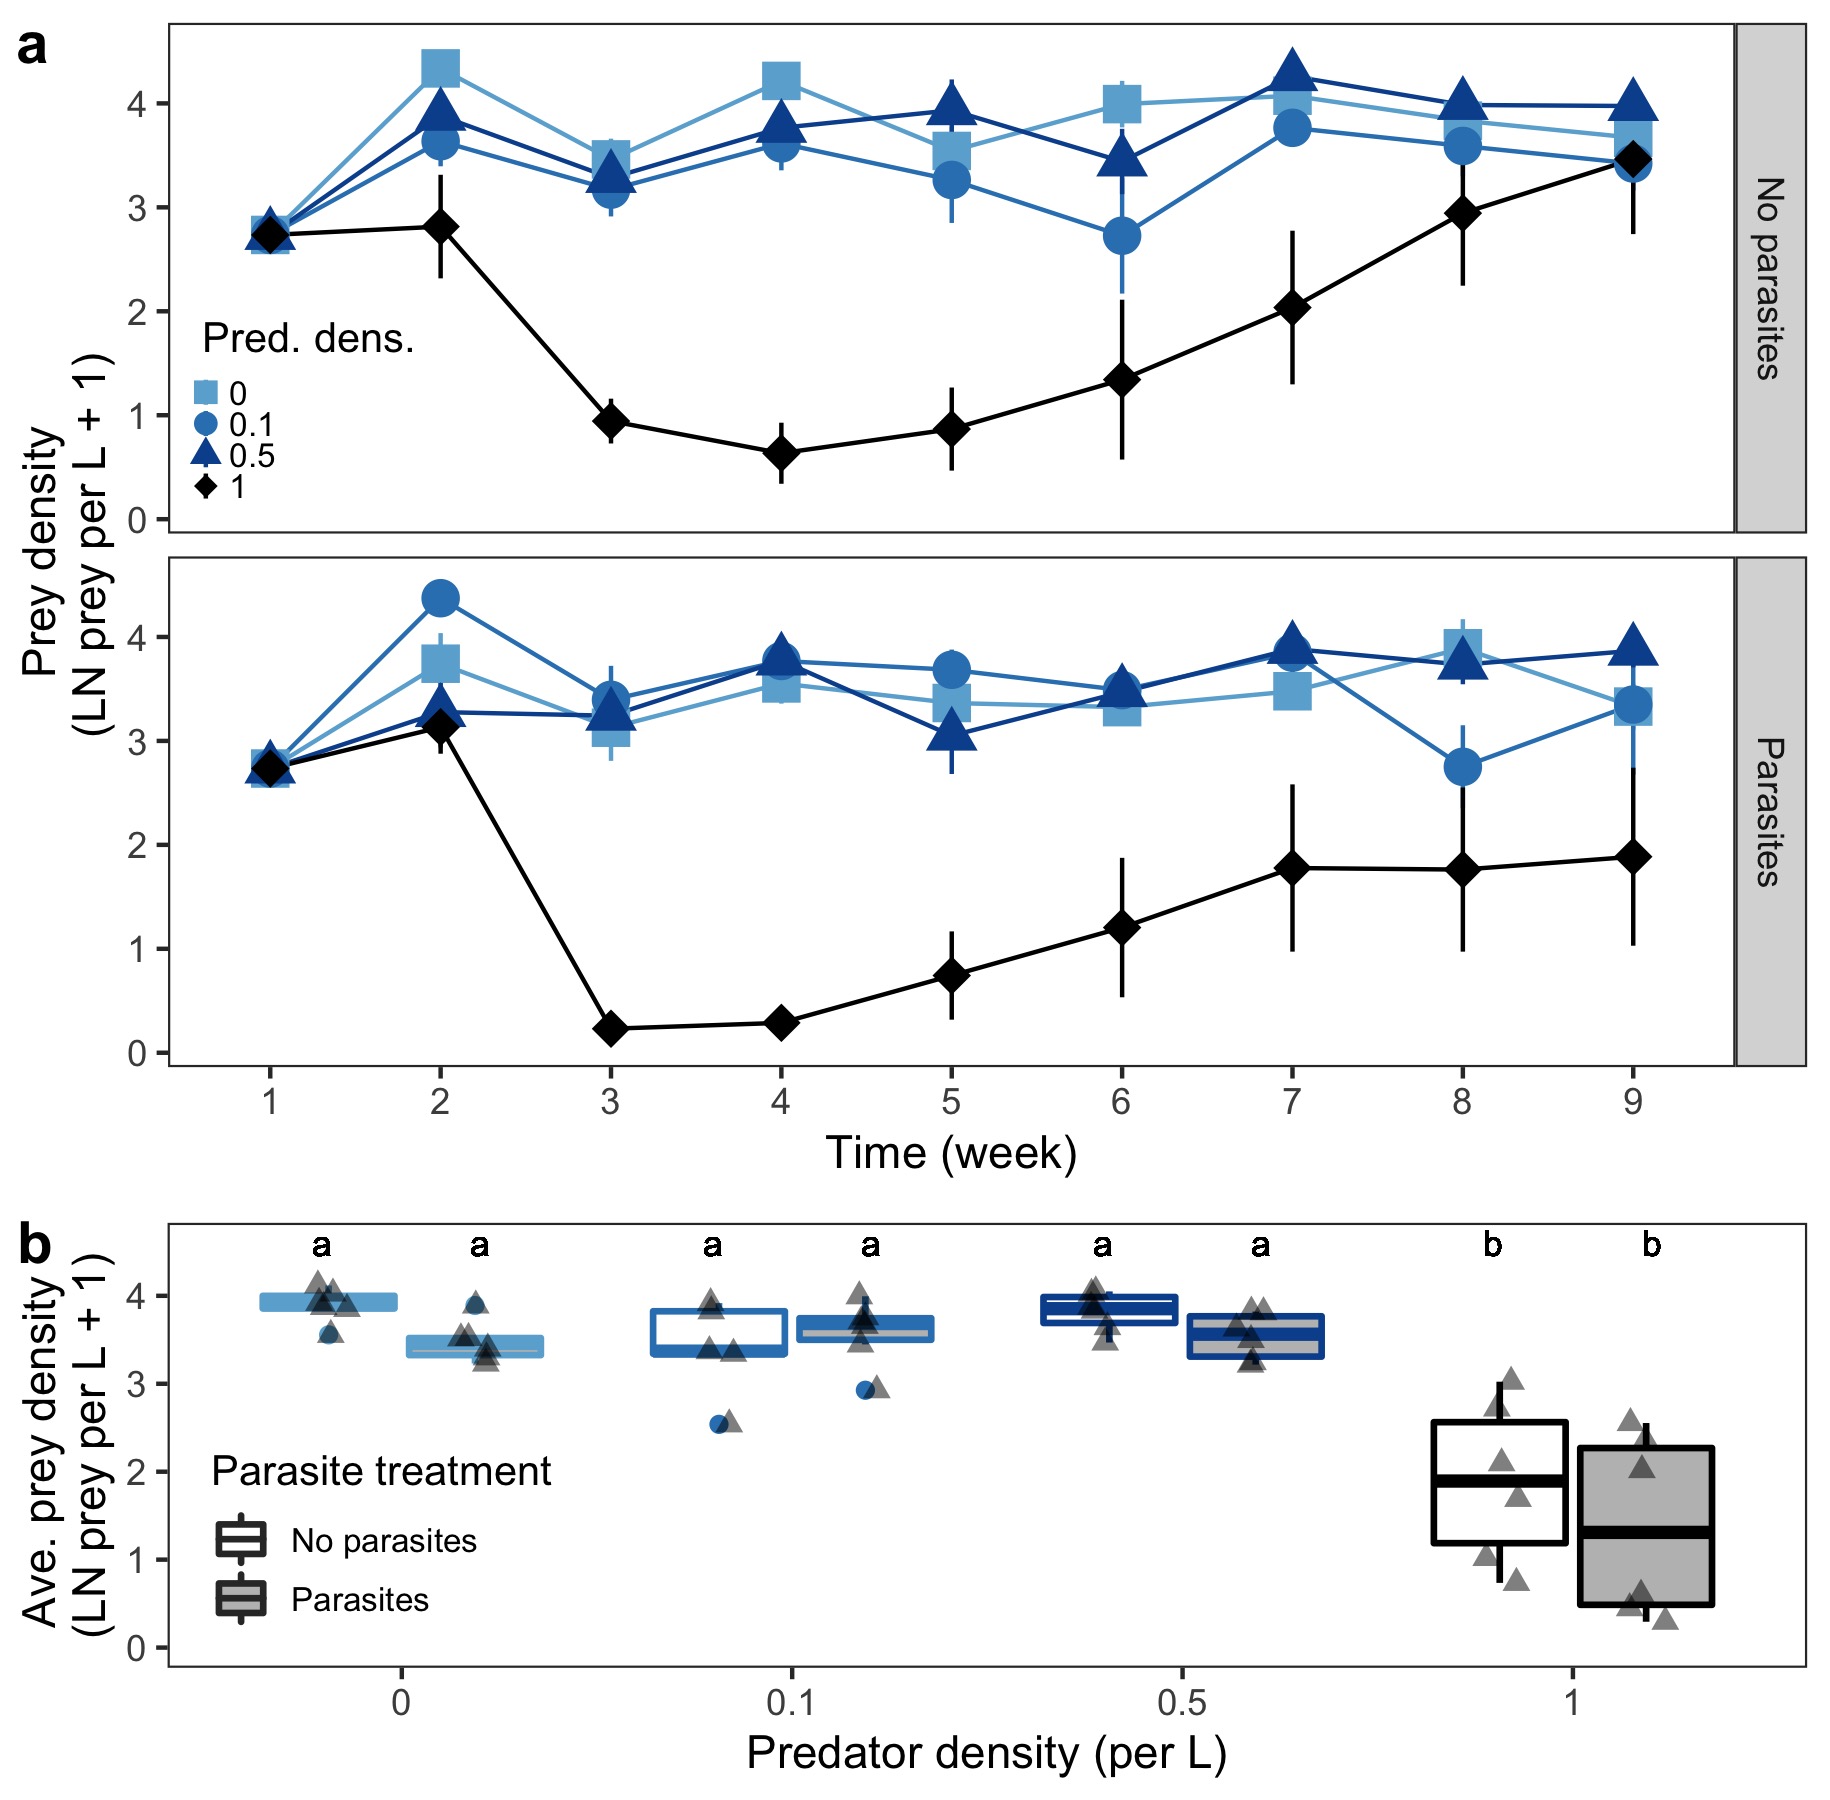 a
4
3
2
1
0
Pred. dens.
0
0.1
0.5
1
No parasites
Prey density
(LN prey per L + 1)
4
3
2
1
0
Parasites
1 2 3 4 5 6 7 8 9
Time (week)
b
a a a a a a b b
4
3
2
1
0
Ave. prey density
(LN prey per L + 1)
Parasite treatment
No parasites
Parasites
0 0.1 0.5 1
Predator density (per L)